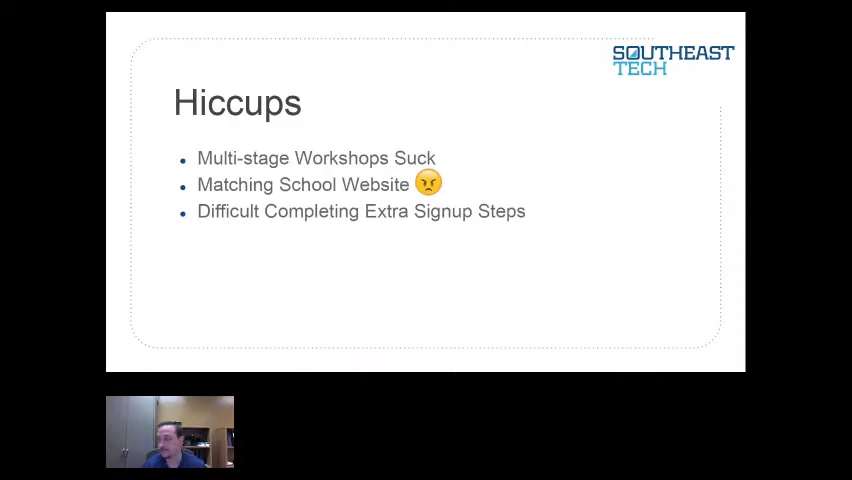 SOUTHEAST
TECH
Hiccups
Multi-stage Workshops Suck
Matching School Website 😠
Difficult Completing Extra Signup Steps